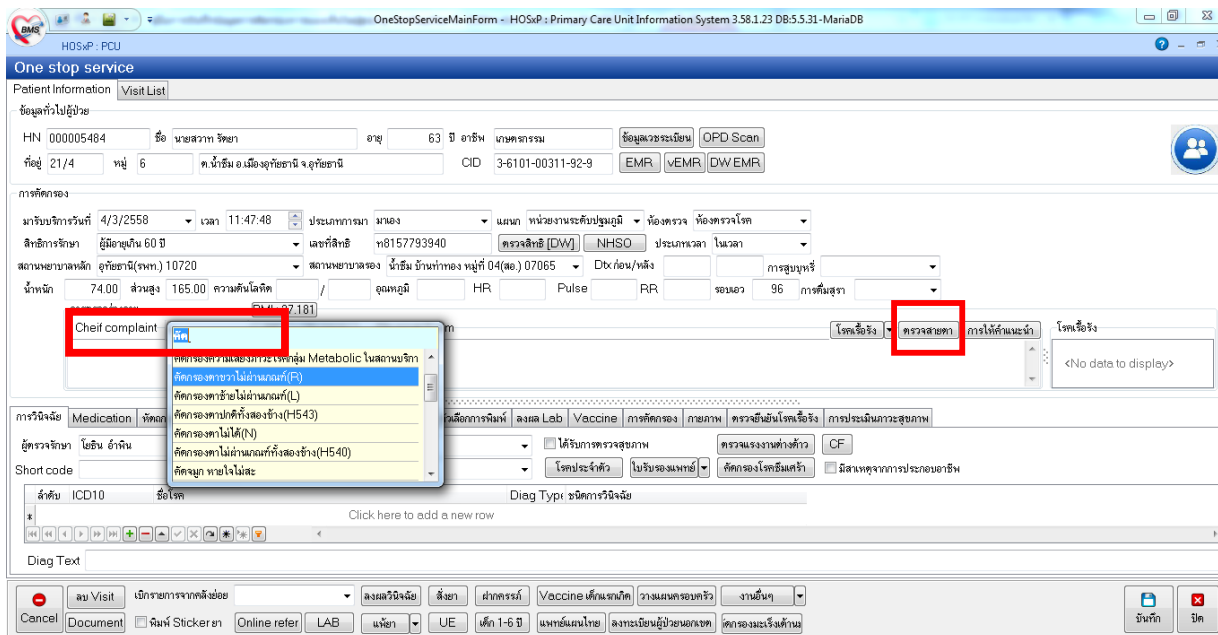 OneStopServiceMainForm - HOSxP : Primary Care Unit Information System 3.58.1.23 DB:5.5.31-MariaDB
BMS
HOSxP : PCU
One stop service
Patient Information Visit List
ข้อมูลทั่วไปผู้ป่วย
HN 000005484 ชื่อ นายสวาท รัตยา อายุ 63 ปี อาชีพ เกษตรกรรม ข้อมูลเวชระเบียน OPD Scan
ที่อยู่ 21/4 หมู่ 6 ต.น้ำซึม อ.เมืองอุทัยธานี จ.อุทัยธานี CID 3-6101-00311-92-9 EMR vEMR DW EMR
การคัดกรอง
มารับบริการวันที่ 4/3/2558 เวลา 11:47:48 ประเภทการมา มาเอง แผนก หน่วยงานระดับปฐมภูมิ ห้องตรวจ ห้องตรวจโรค
สิทธิการรักษา ผู้มีอายุเกิน 60 ปี เลขที่สิทธิ ท8157793940 ตรวจสิทธิ [DW] NHSO ประเภทเวลา ในเวลา
สถานพยาบาลหลัก อุทัยธานี(รพท.) 10720 สถานพยาบาลรอง น้ำซึม บ้านท่าทอง หมู่ที่ 04(สอ.) 07065 Dtx ก่อน/หลัง การสูบบุหรี่
น้ำหนัก 74.00 ส่วนสูง 165.00 ความดันโลหิต / อุณหภูมิ HR Pulse RR รอบเอว 96 การดื่มสุรา
Cheif complaint โรคเรื้อรัง ตรวจสายตา การให้คำแนะนำ โรคเรื้อรัง
คัด
คัดกรองความเสี่ยงภาวะโรคกลุ่ม Metabolic ในสถานบริกา
<No data to display>
คัดกรองตาขวาไม่ผ่านเกณฑ์(R)
คัดกรองตาซ้ายไม่ผ่านเกณฑ์(L)
คัดกรองตาปกติทั้งสองข้าง(H543)
คัดกรองตาไม่ได้(N)
คัดกรองตาไม่ผ่านเกณฑ์ทั้งสองข้าง(H540)
คัดจมูก หายใจไม่สะ
การวินิจฉัย Medication ลงผล Lab Vaccine การคัดกรอง กายภาพ ตรวจยืนยันโรคเรื้อรัง การประเมินภาวะสุขภาพ
ผู้ตรวจรักษา โยธิน อ่ำพิน ได้รับการตรวจสุขภาพ ตรวจแรงงานต่างด้าว CF
Short code โรคประจำตัว ใบรับรองแพทย์ คัดกรองโรคซึมเศร้า มีสาเหตุจากการประกอบอาชีพ
ลำดับ ICD10 ชื่อโรค Diag Type ชนิดการวินิจฉัย
Click here to add a new row
Diag Text
Cancel ลบ Visit เบิกรายการจากคลังย่อย ลงผลวินิจฉัย สั่งยา ฝากครรภ์ Vaccine เด็กแรกเกิด วางแผนครอบครัว งานอื่นๆ บันทึก ปิด
Document พิมพ์ Sticker ยา Online refer LAB แพ้ยา UE เด็ก 1-6 ปี แพทย์แผนไทย ลงทะเบียนผู้ป่วยนอกเขต